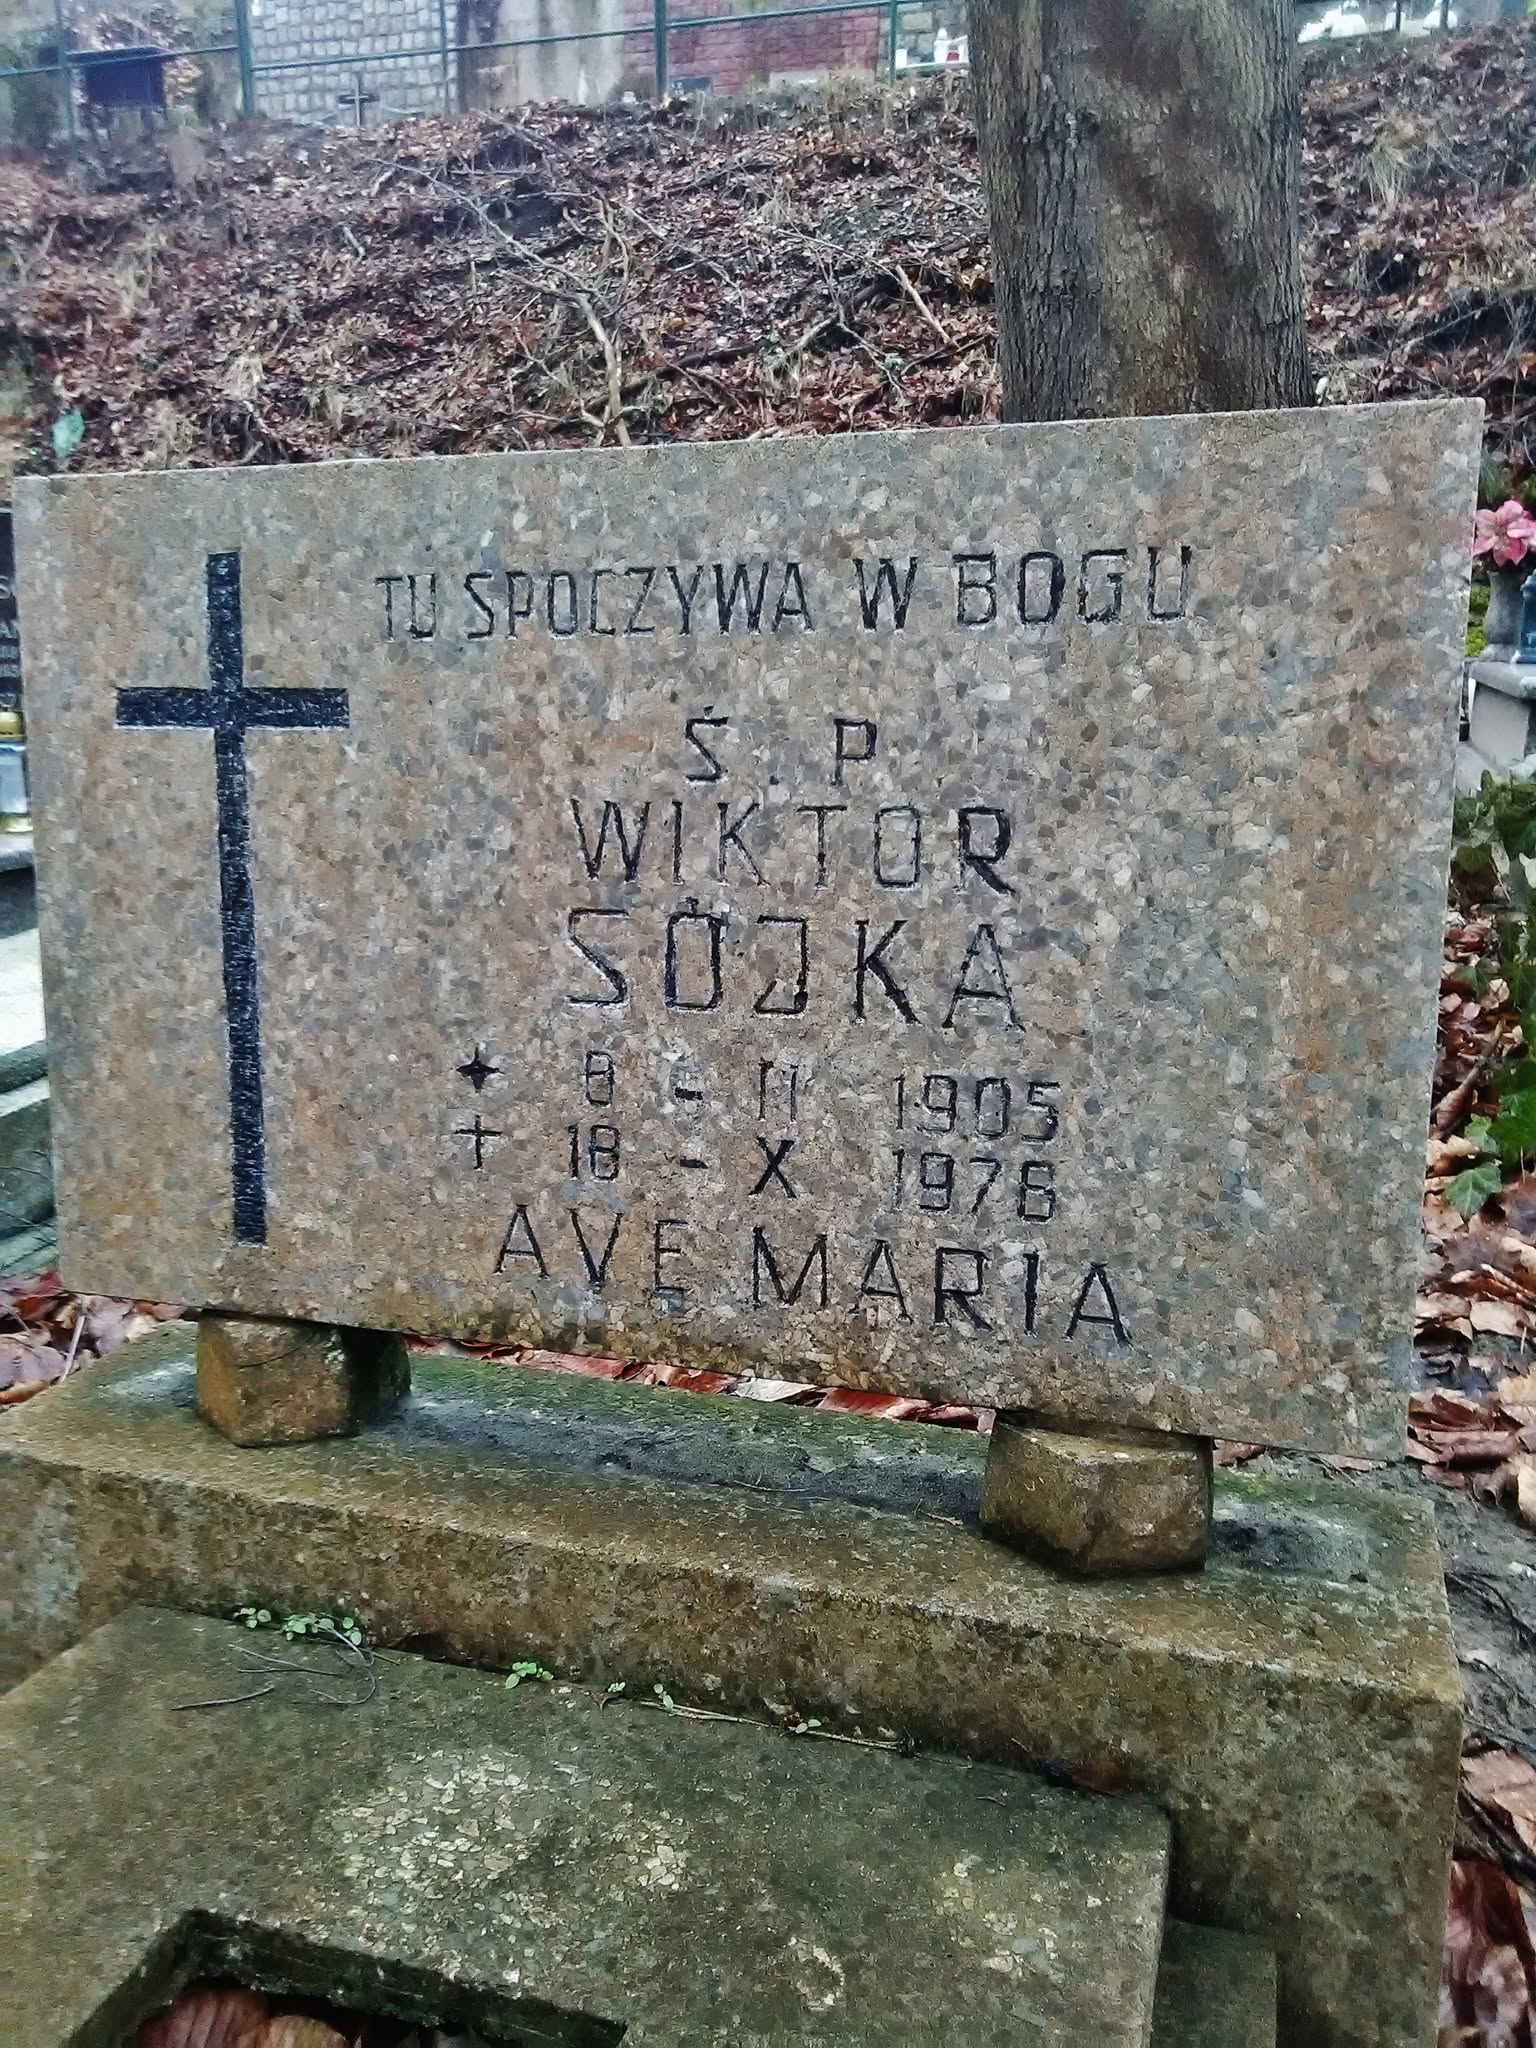 TU SPOCZYWA W BOGU
Ś. P
WIKTOR
SÓJKA
8 - II 1905
† 18 - X 1976
AVE MARIA